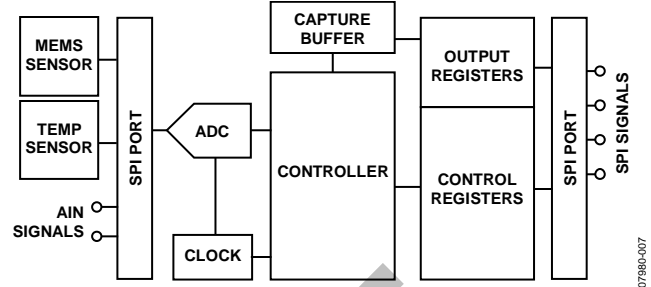 MEMS
SENSOR
TEMP
SENSOR
AIN
SIGNALS
SPI PORT
ADC
CLOCK
CAPTURE
BUFFER
CONTROLLER
OUTPUT
REGISTERS
CONTROL
REGISTERS
SPI PORT
SPI SIGNALS
07980-007